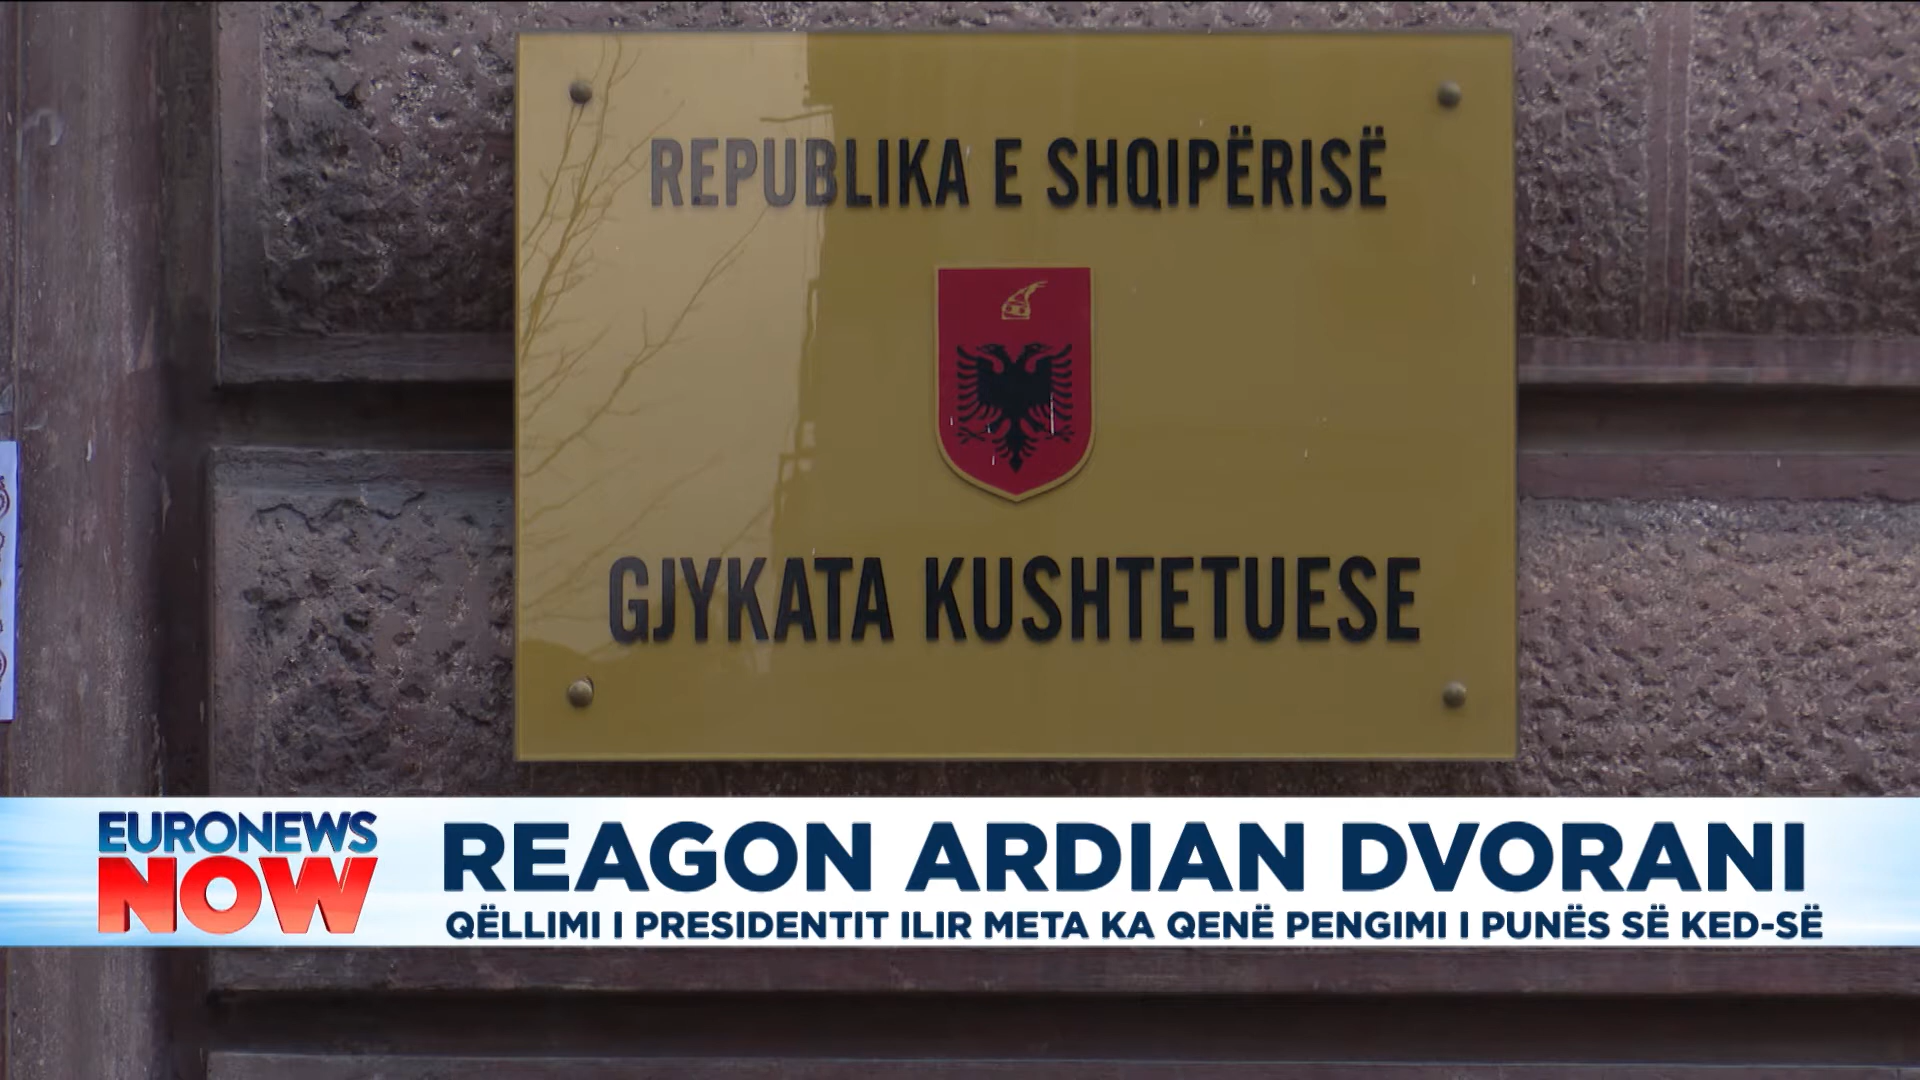 REPUBLIKA E SHQIPËRISË
GJYKATA KUSHTETUESE
EURONEWS
NOW
REAGON ARDIAN DVORANI
QËLLIMI I PRESIDENTIT ILIR META KA QENË PENGIMI I PUNËS SË KED-SË